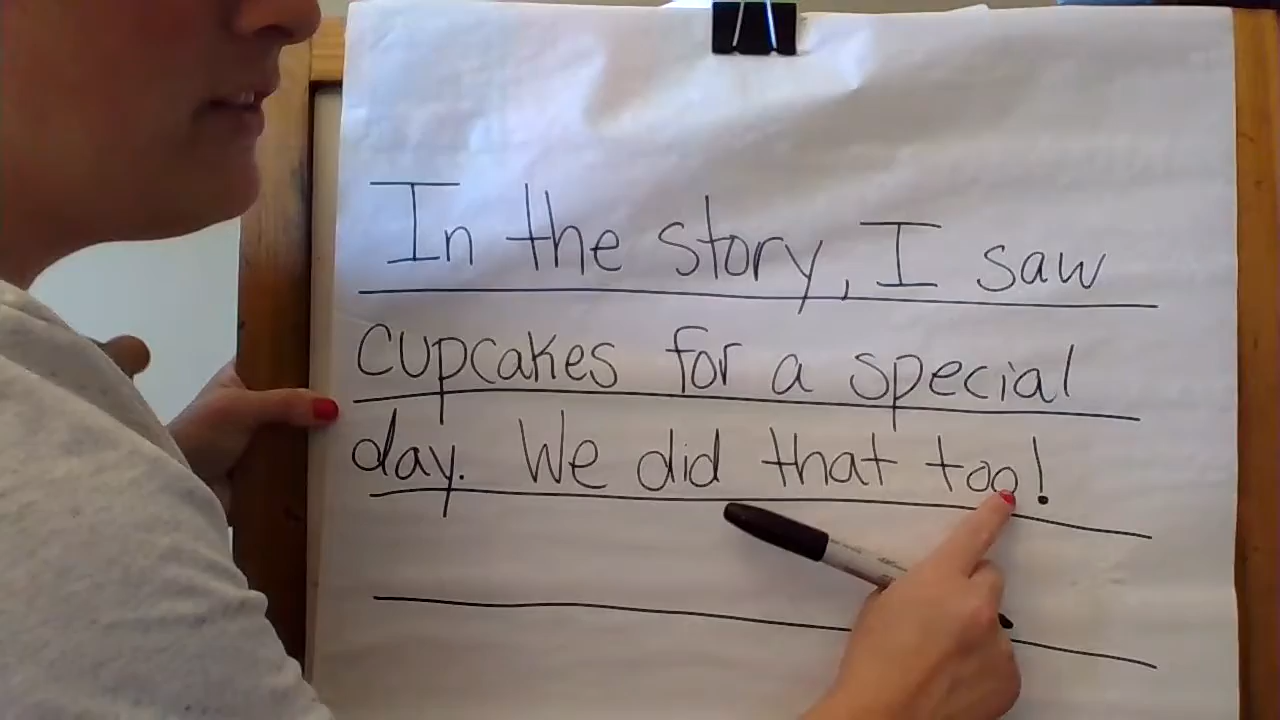 In the story, I saw
cupcakes for a special
day. We did that too!